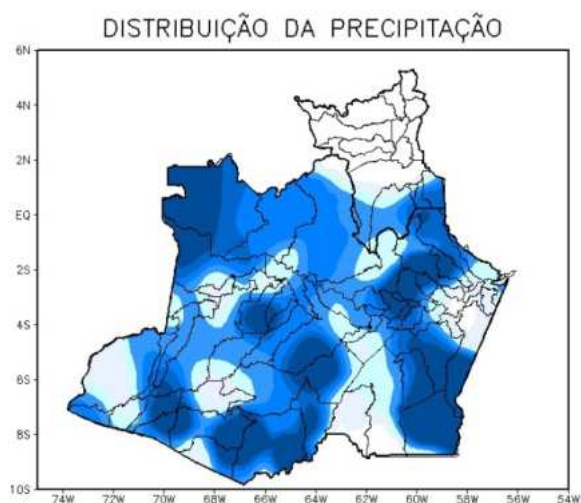 DISTRIBUIÇÃO DA PRECIPITAÇÃO
6N
4N
2N
EQ
2S
4S
6S
8S
10S
74W 72W 70W 68W 66W 64W 62W 60W 58W 56W 54W